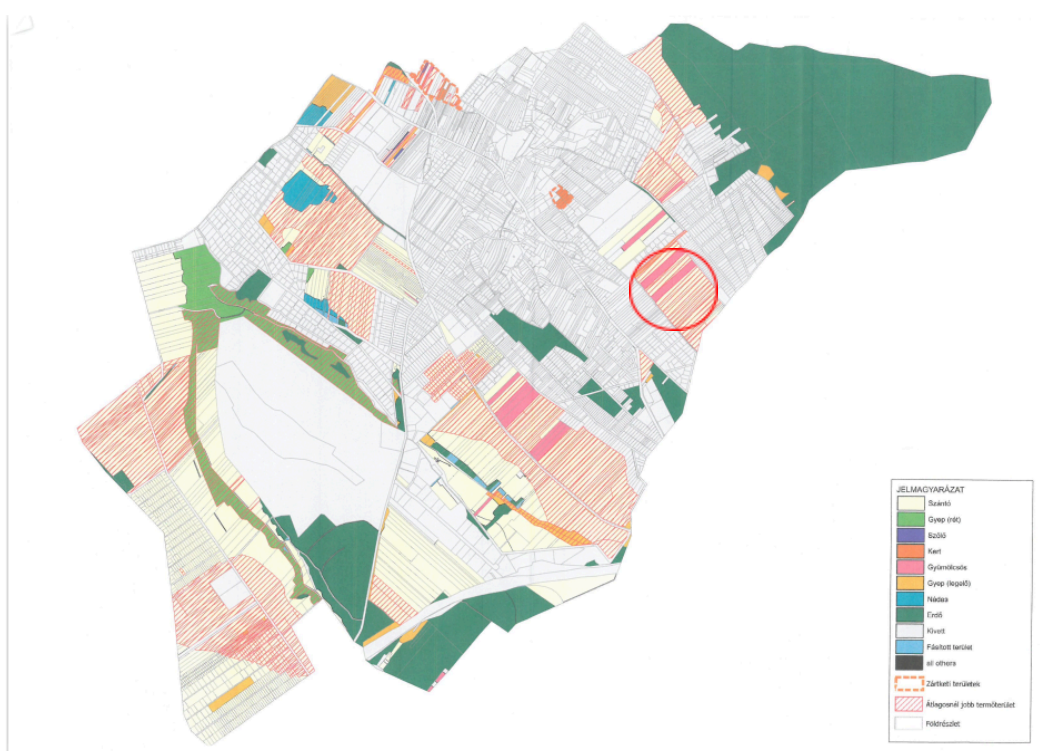 JELMAGYARÁZAT
Szántó
Gyep (rét)
Szőlő
Kert
Gyümölcsös
Gyep (legelő)
Nádas
Erdő
Kivett
Fásított terület
all others
Zártkerti területek
Átlagosnál jobb termőterület
Földrészlet